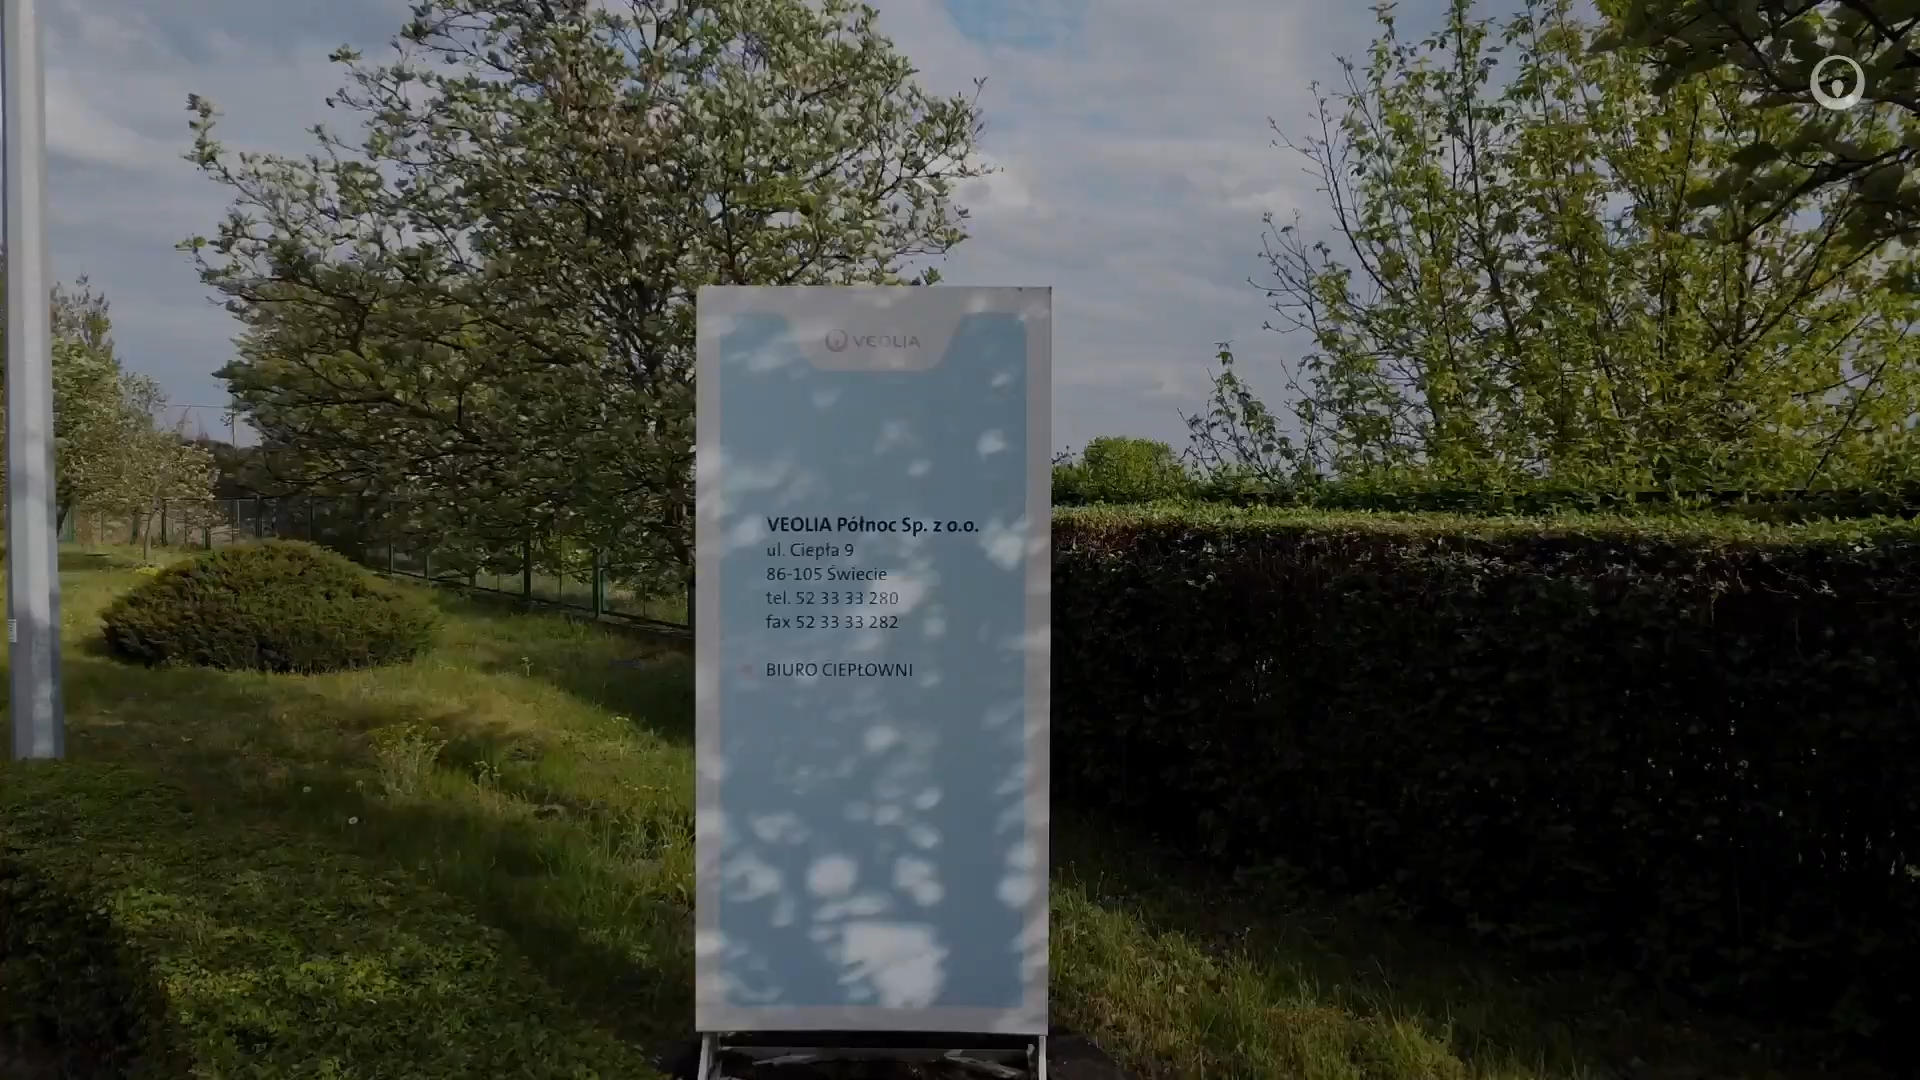 VEOLIA
VEOLIA Północ Sp. z o.o.
ul. Ciepła 9
86-105 Świecie
tel. 52 33 33 280
fax 52 33 33 282
BIURO CIEPŁOWNI